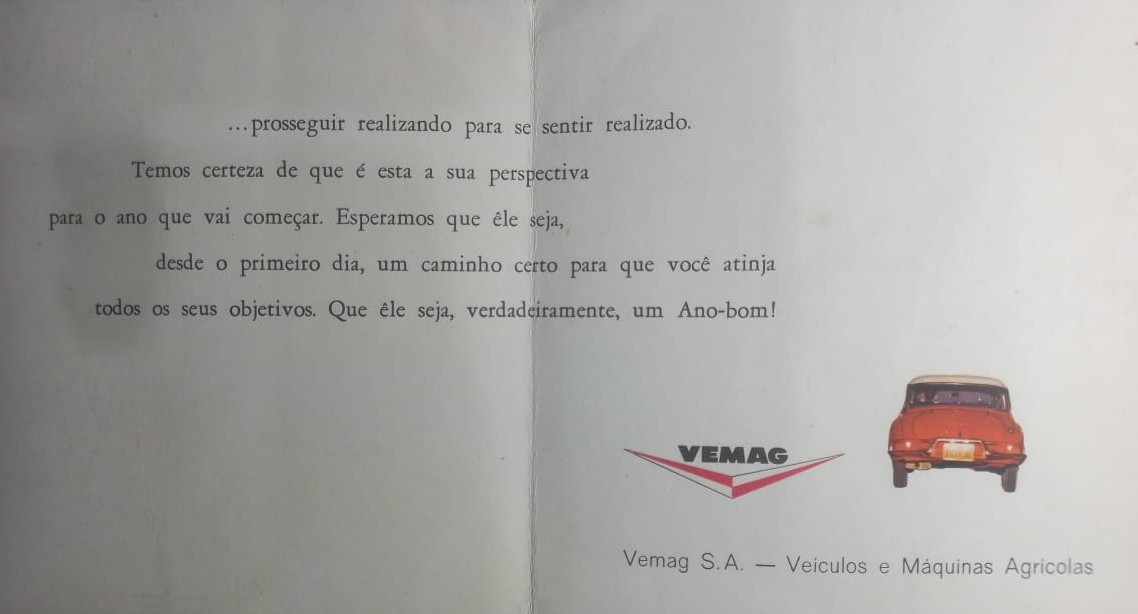 ...prosseguir realizando para se sentir realizado.
Temos certeza de que é esta a sua perspectiva
para o ano que vai começar. Esperamos que êle seja,
desde o primeiro dia, um caminho certo para que você atinja
todos os seus objetivos. Que êle seja, verdadeiramente, um Ano-bom!
VEMAG
Vemag S.A. — Veiculos e Máquinas Agricolas